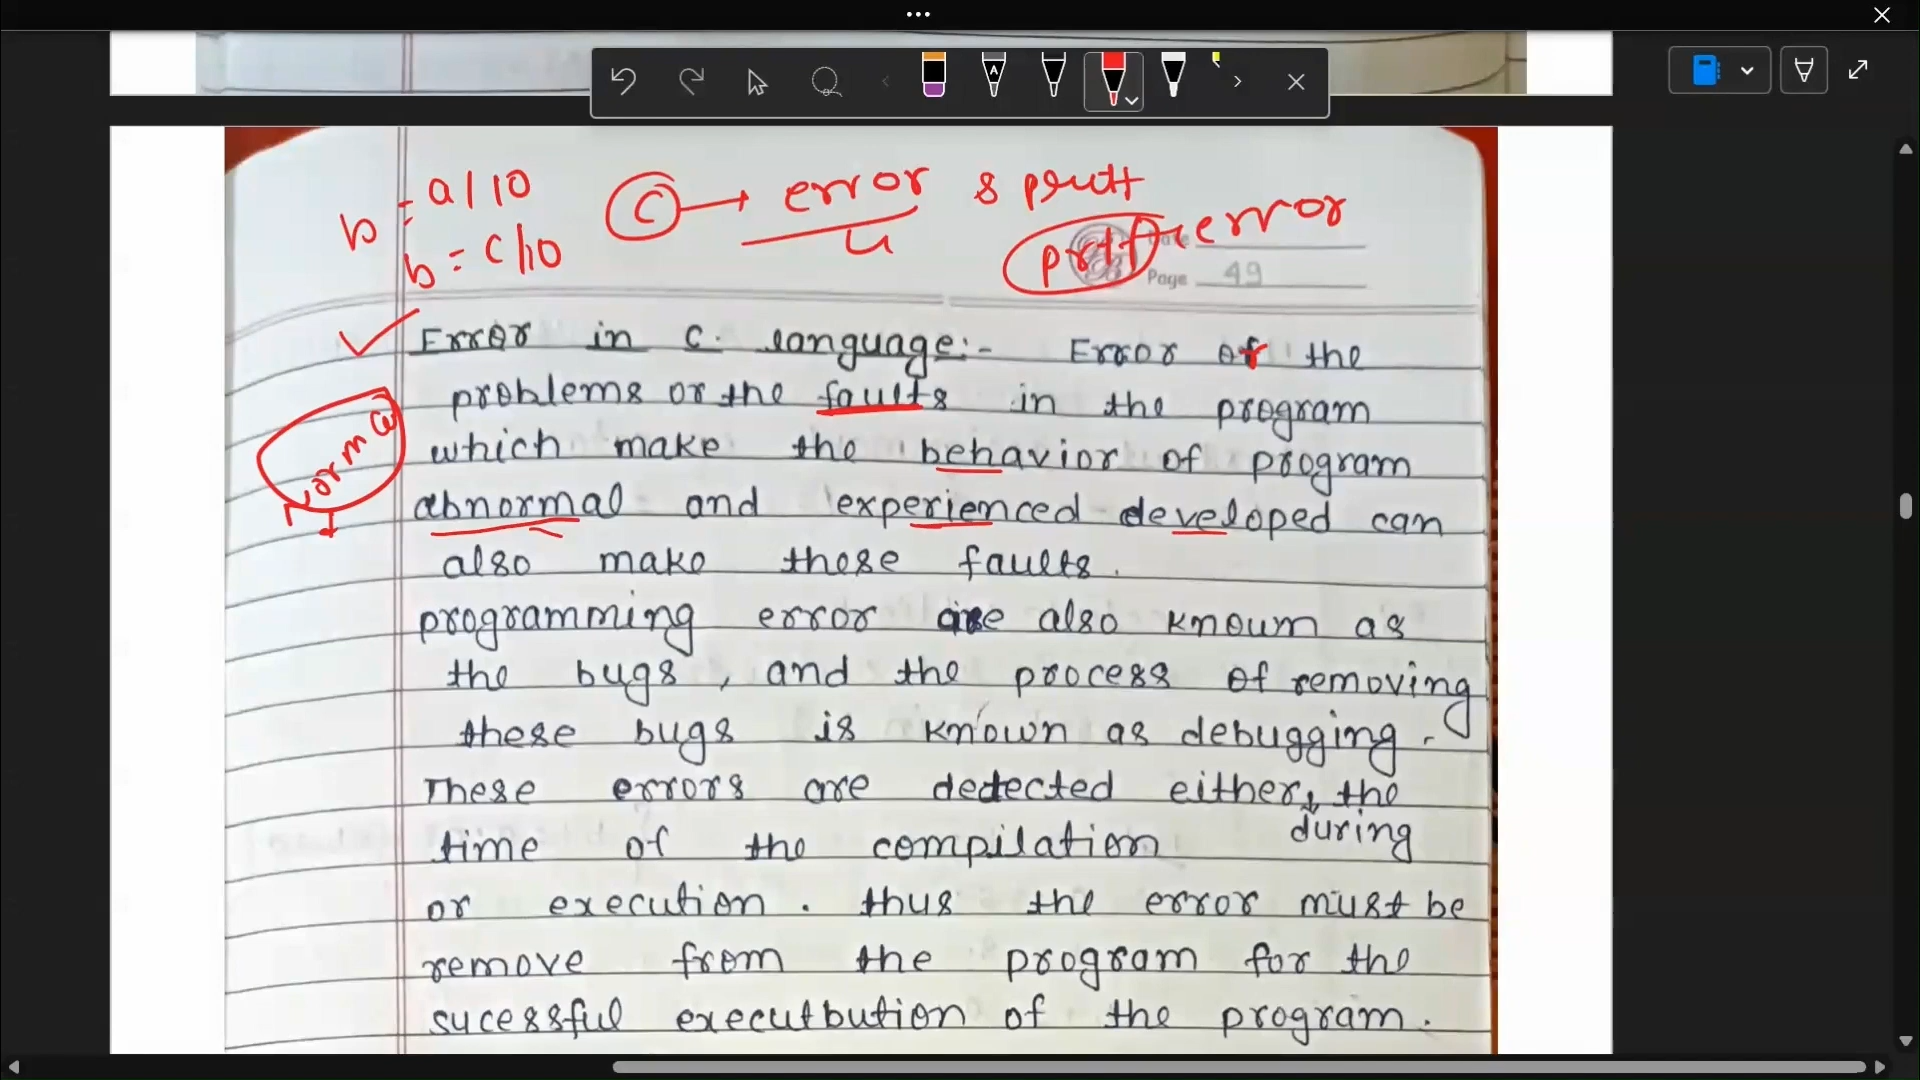 b = a/10
b = c/10
C → error
error
Date
Page 49
Normal
Error in C. language:- Error of the
problems or the faults in the program
which make the behavior of program
abnormal and experienced developed can
also make these faults.
programming error are also known as
the bugs, and the process of removing
these bugs is known as debugging.
These errors are detected either, the
during
time of the compilation
or execution. thus the error must be
remove from the program for the
sucessful executbution of the program.